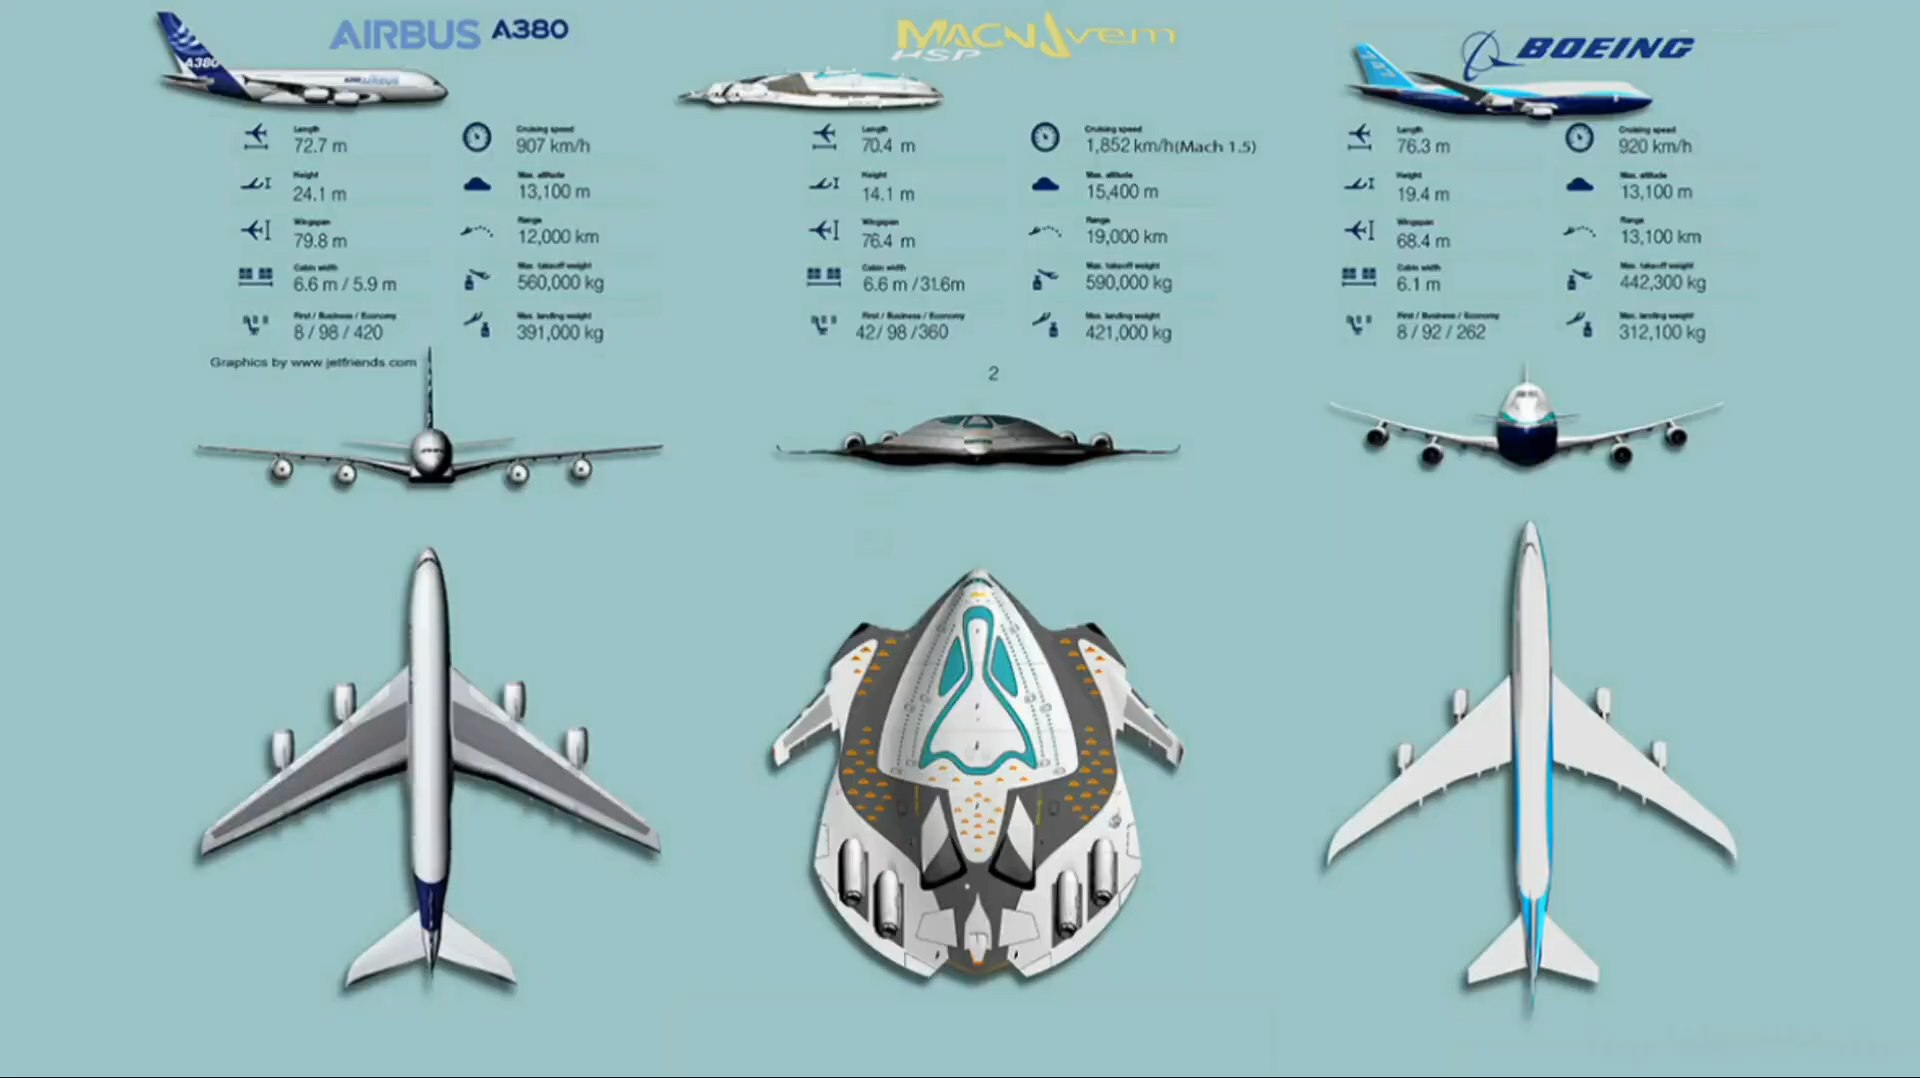 AIRBUS A380
A380
A380 AIRBUS
Length
72.7 m
Height
24.1 m
Wingspan
79.8 m
Cabin width
6.6 m / 5.9 m
First / Business / Economy
8 / 98 / 420
Cruising speed
907 km/h
Max. altitude
13,100 m
Range
12,000 km
Max. takeoff weight
560,000 kg
Max. landing weight
391,000 kg
Graphics by www.jetfriends.com
MACNAvem
HSP
Length
70.4 m
Height
14.1 m
Wingspan
76.4 m
Cabin width
6.6 m /31.6m
First / Business / Economy
42/ 98 /360
Cruising speed
1,852 km/h(Mach 1.5)
Max. altitude
15,400 m
Range
19,000 km
Max. takeoff weight
590,000 kg
Max. landing weight
421,000 kg
2
BOEING
Length
76.3 m
Height
19.4 m
Wingspan
68.4 m
Cabin width
6.1 m
First / Business / Economy
8 / 92 / 262
Cruising speed
920 km/h
Max. altitude
13,100 m
Range
13,100 km
Max. takeoff weight
442,300 kg
Max. landing weight
312,100 kg